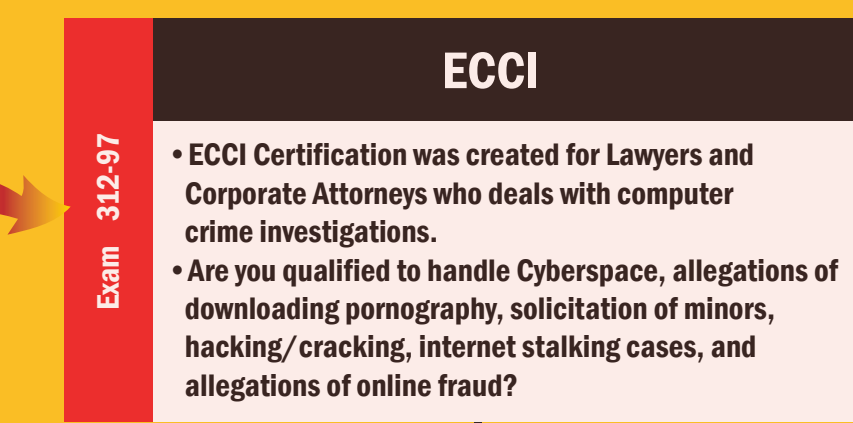 ECCI
Exam 312-97
• ECCI Certification was created for Lawyers and
Corporate Attorneys who deals with computer
crime investigations.
• Are you qualified to handle Cyberspace, allegations of
downloading pornography, solicitation of minors,
hacking/cracking, internet stalking cases, and
allegations of online fraud?